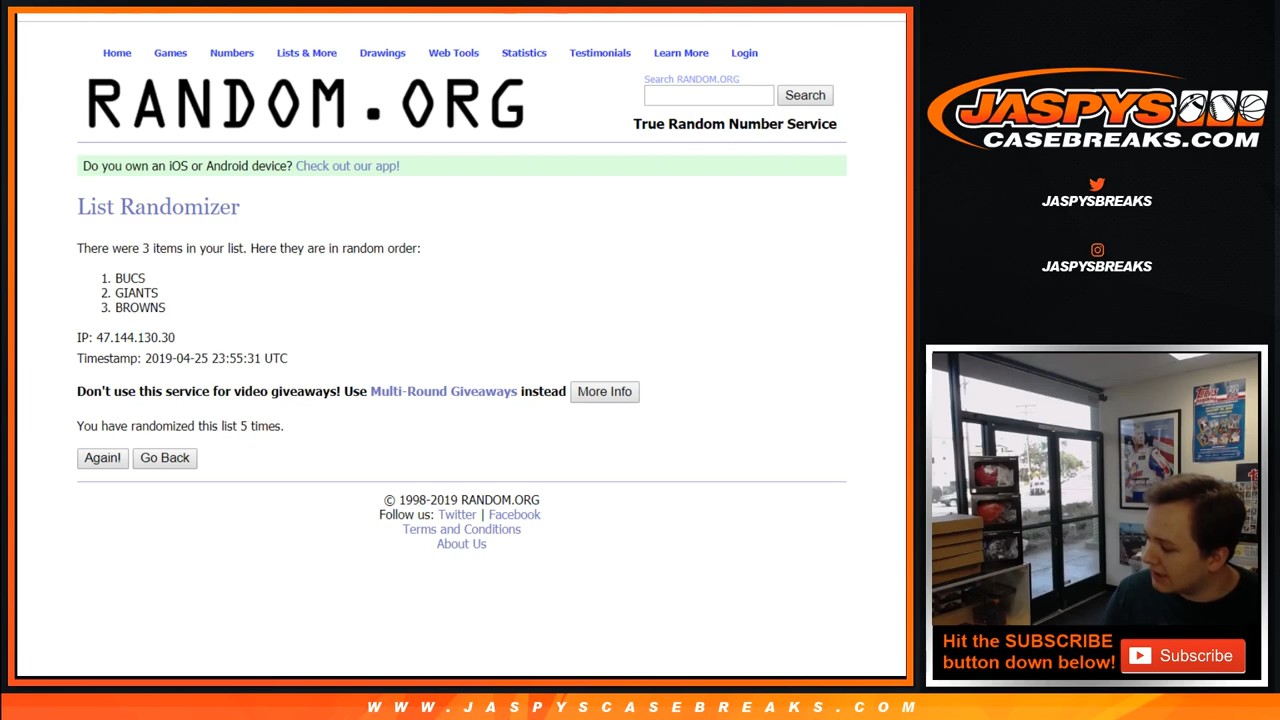 Home Games Numbers Lists & More Drawings Web Tools Statistics Testimonials Learn More Login
RANDOM.ORG
Search RANDOM.ORG
Search
True Random Number Service
Do you own an iOS or Android device? Check out our app!
List Randomizer
There were 3 items in your list. Here they are in random order:
1. BUCS
2. GIANTS
3. BROWNS
IP: 47.144.130.30
Timestamp: 2019-04-25 23:55:31 UTC
Don't use this service for video giveaways! Use Multi-Round Giveaways instead More Info
You have randomized this list 5 times.
Again! Go Back
© 1998-2019 RANDOM.ORG
Follow us: Twitter | Facebook
Terms and Conditions
About Us
JASPYS
CASEBREAKS.COM
JASPYSBREAKS
JASPYSBREAKS
Topps
Hit the SUBSCRIBE
button down below!
Subscribe
WWW.JASPYSCASEBREAKS.COM